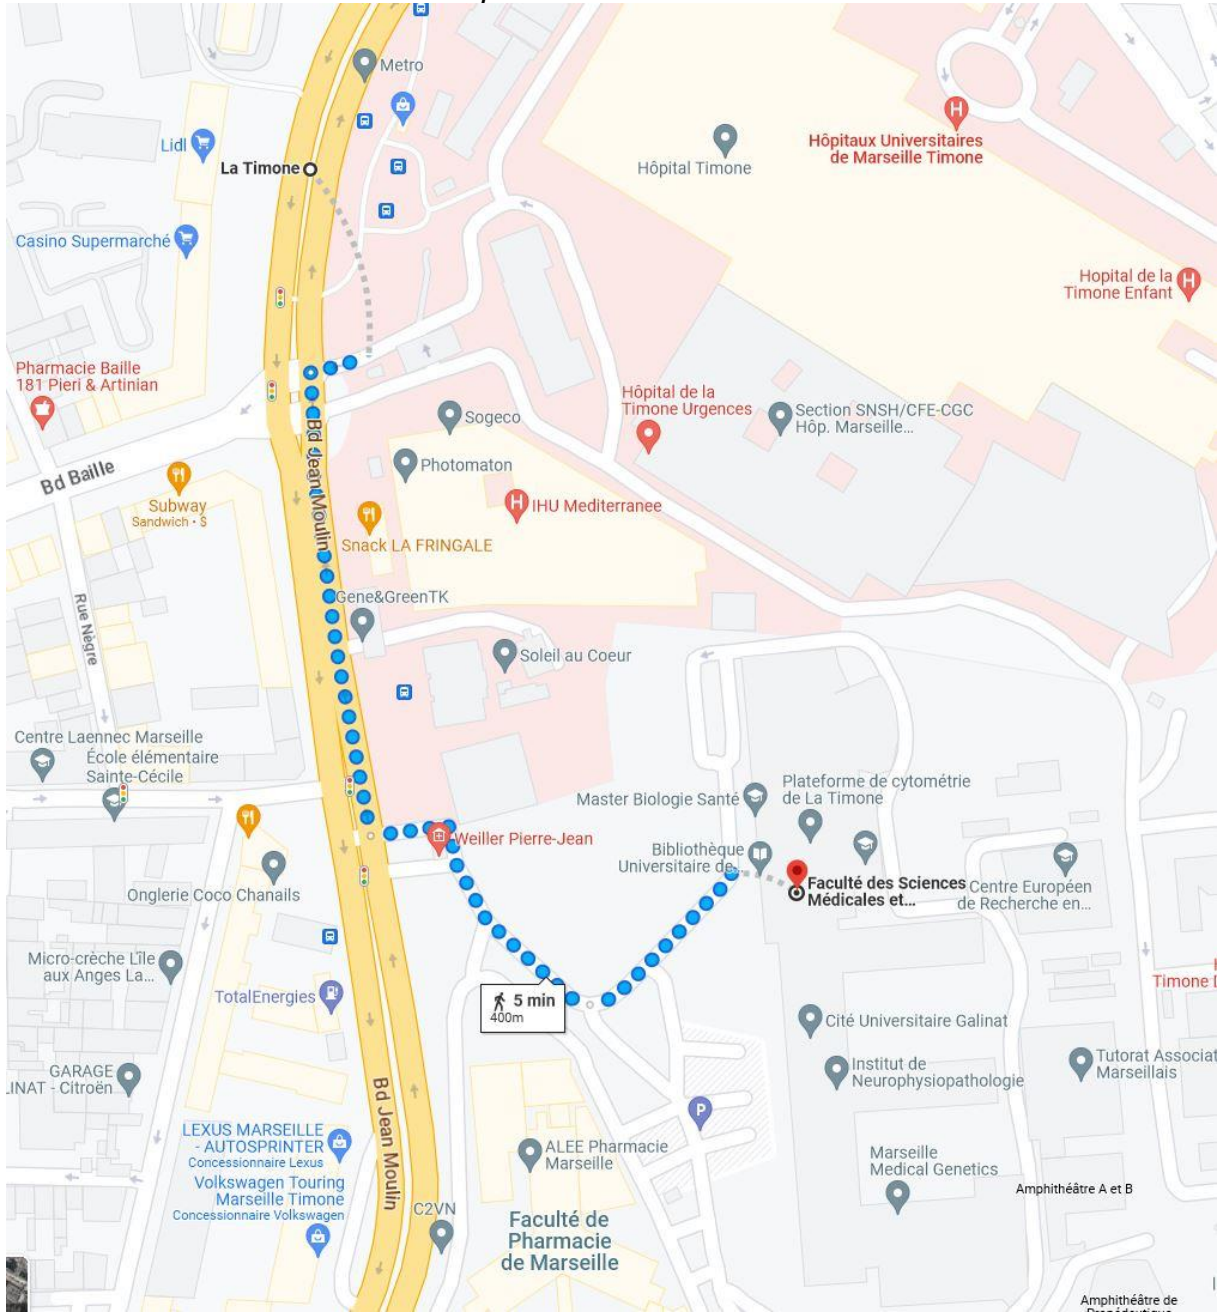 Metro
Lidl
La Timone
Hôpital Timone
Hôpitaux Universitaires
de Marseille Timone
Casino Supermarché
Hopital de la
Timone Enfant
Pharmacie Baille
181 Pieri & Artinian
Hôpital de la
Timone Urgences
Section SNSH/CFE-CGC
Hôp. Marseille...
Sogeco
Bd Jean Moulin
Photomaton
Bd Baille
Subway
Sandwich • $
IHU Mediterranee
Snack LA FRINGALE
Rue Nègre
Gene&GreenTK
Soleil au Coeur
Centre Laennec Marseille
École élémentaire
Sainte-Cécile
Plateforme de cytométrie
de La Timone
Master Biologie Santé
Weiller Pierre-Jean
Bibliothèque
Universitaire de...
Onglerie Coco Chanails
Faculté des Sciences
Médicales et...
Centre Européen
de Recherche en...
Micro-crèche L'île
aux Anges La...
TotalEnergies
5 min
400m
Timone
Cité Universitaire Galinat
GARAGE
LINAT - Citroën
Institut de
Neurophysiopathologie
Tutorat Associat
Marseillais
Bd Jean Moulin
P
LEXUS MARSEILLE
- AUTOSPRINTER
Concessionnaire Lexus
ALEE Pharmacie
Marseille
Marseille
Medical Genetics
Volkswagen Touring
Marseille Timone
Concessionnaire Volkswagen
Amphithéâtre A et B
C2VN
Faculté de
Pharmacie
de Marseille
Amphithéâtre de